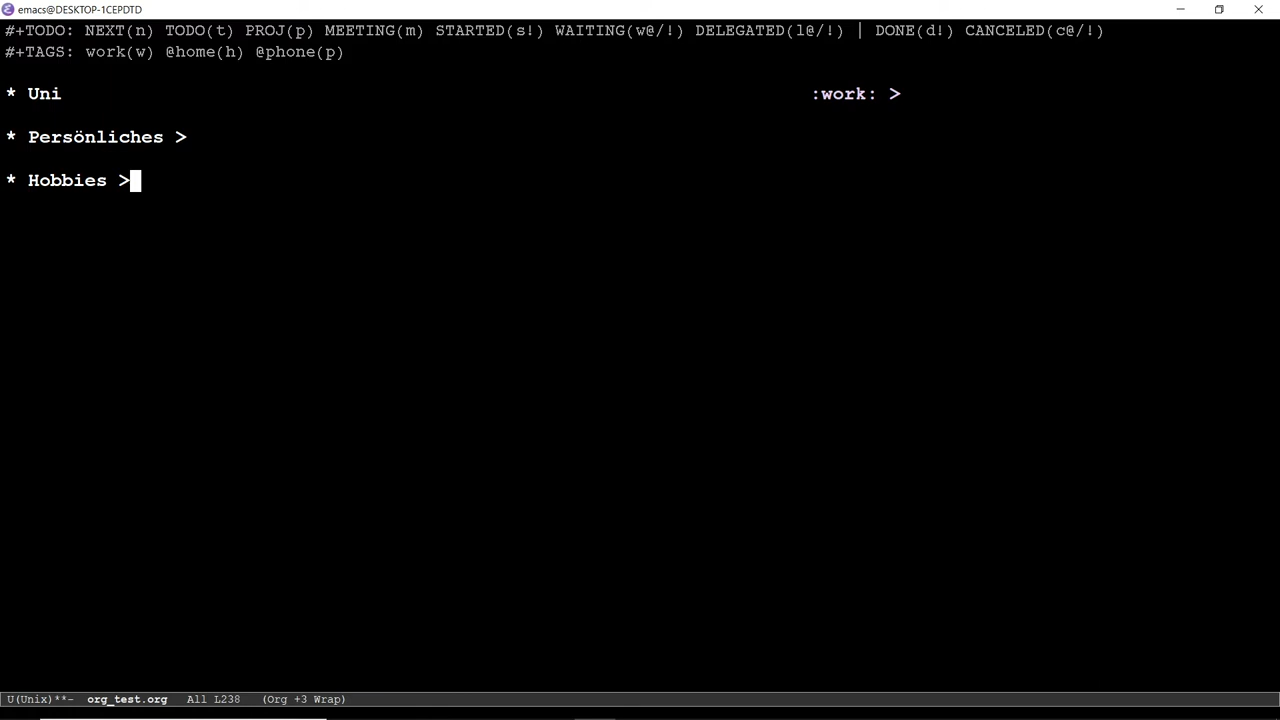 emacs@DESKTOP-1CEPDTD
#+TODO: NEXT(n) TODO(t) PROJ(p) MEETING(m) STARTED(s!) WAITING(w@/!) DELEGATED(l@/!) | DONE(d!) CANCELED(c@/!)
#+TAGS: work(w) @home(h) @phone(p)
* Uni :work: >
* Persönliches >
* Hobbies >
U(Unix)**- org_test.org All L238 (Org +3 Wrap)